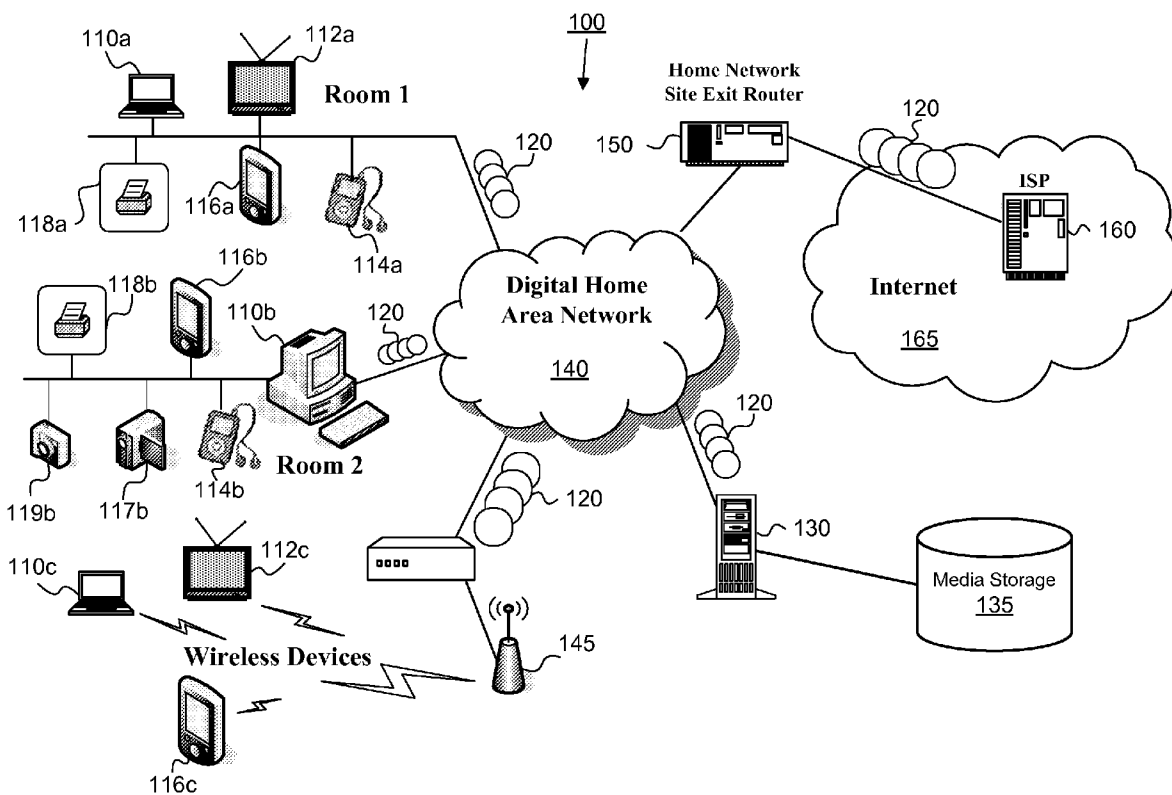 100
110a
112a
Room 1
118a
116a
114a
120
Home Network
Site Exit Router
150
120
ISP
160
Internet
165
118b
116b
110b
120
Digital Home
Area Network
140
119b
117b
114b
Room 2
120
120
130
Media Storage
135
110c
112c
Wireless Devices
145
116c